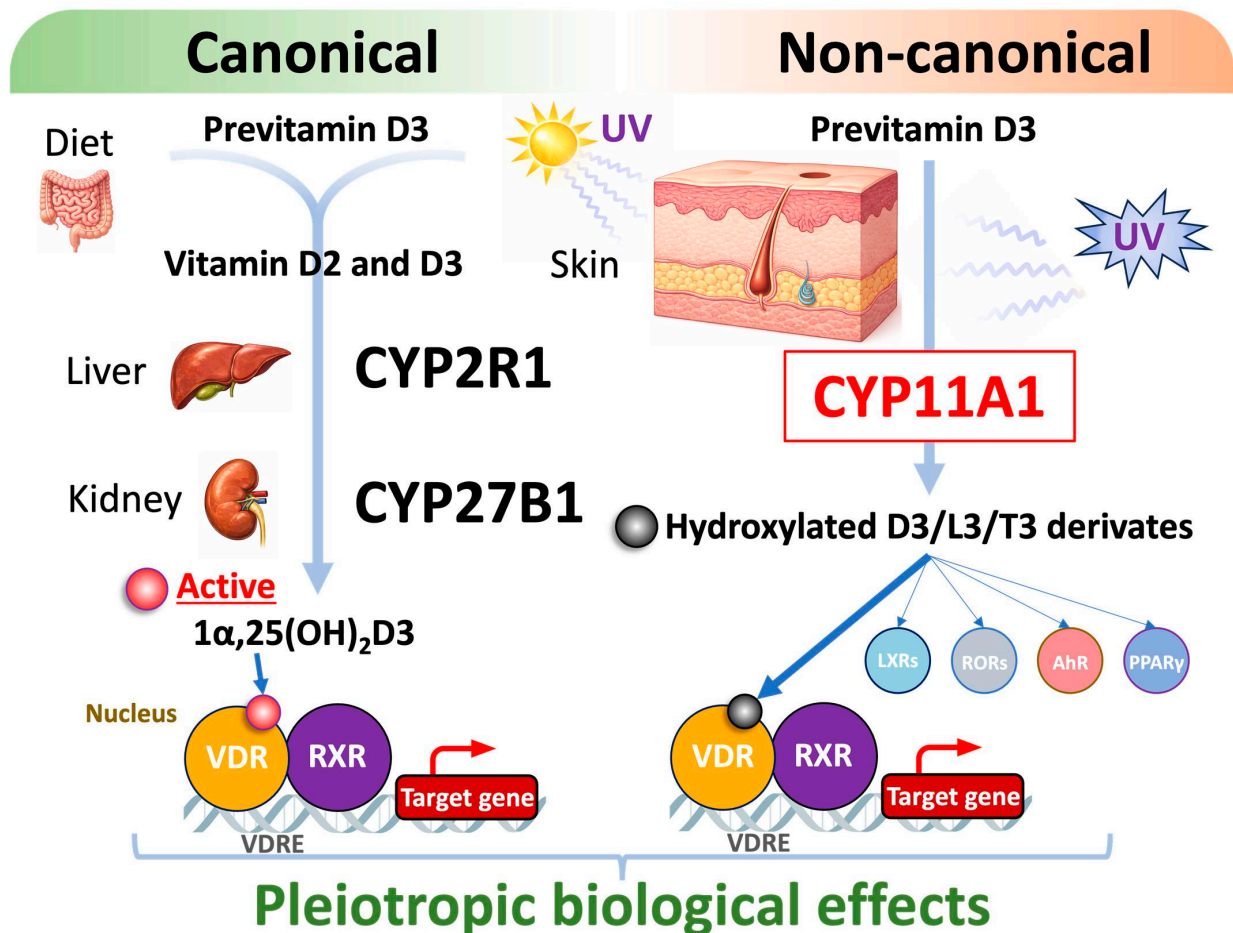 Canonical
Non-canonical
Diet
Previtamin D3
UV
Previtamin D3
UV
Vitamin D2 and D3
Skin
Liver
CYP2R1
CYP11A1
Kidney
CYP27B1
Hydroxylated D3/L3/T3 derivates
Active
1α,25(OH)₂D3
LXRs
RORs
AhR
PPARγ
Nucleus
VDR
RXR
Target gene
VDRE
VDR
RXR
Target gene
VDRE
Pleiotropic biological effects